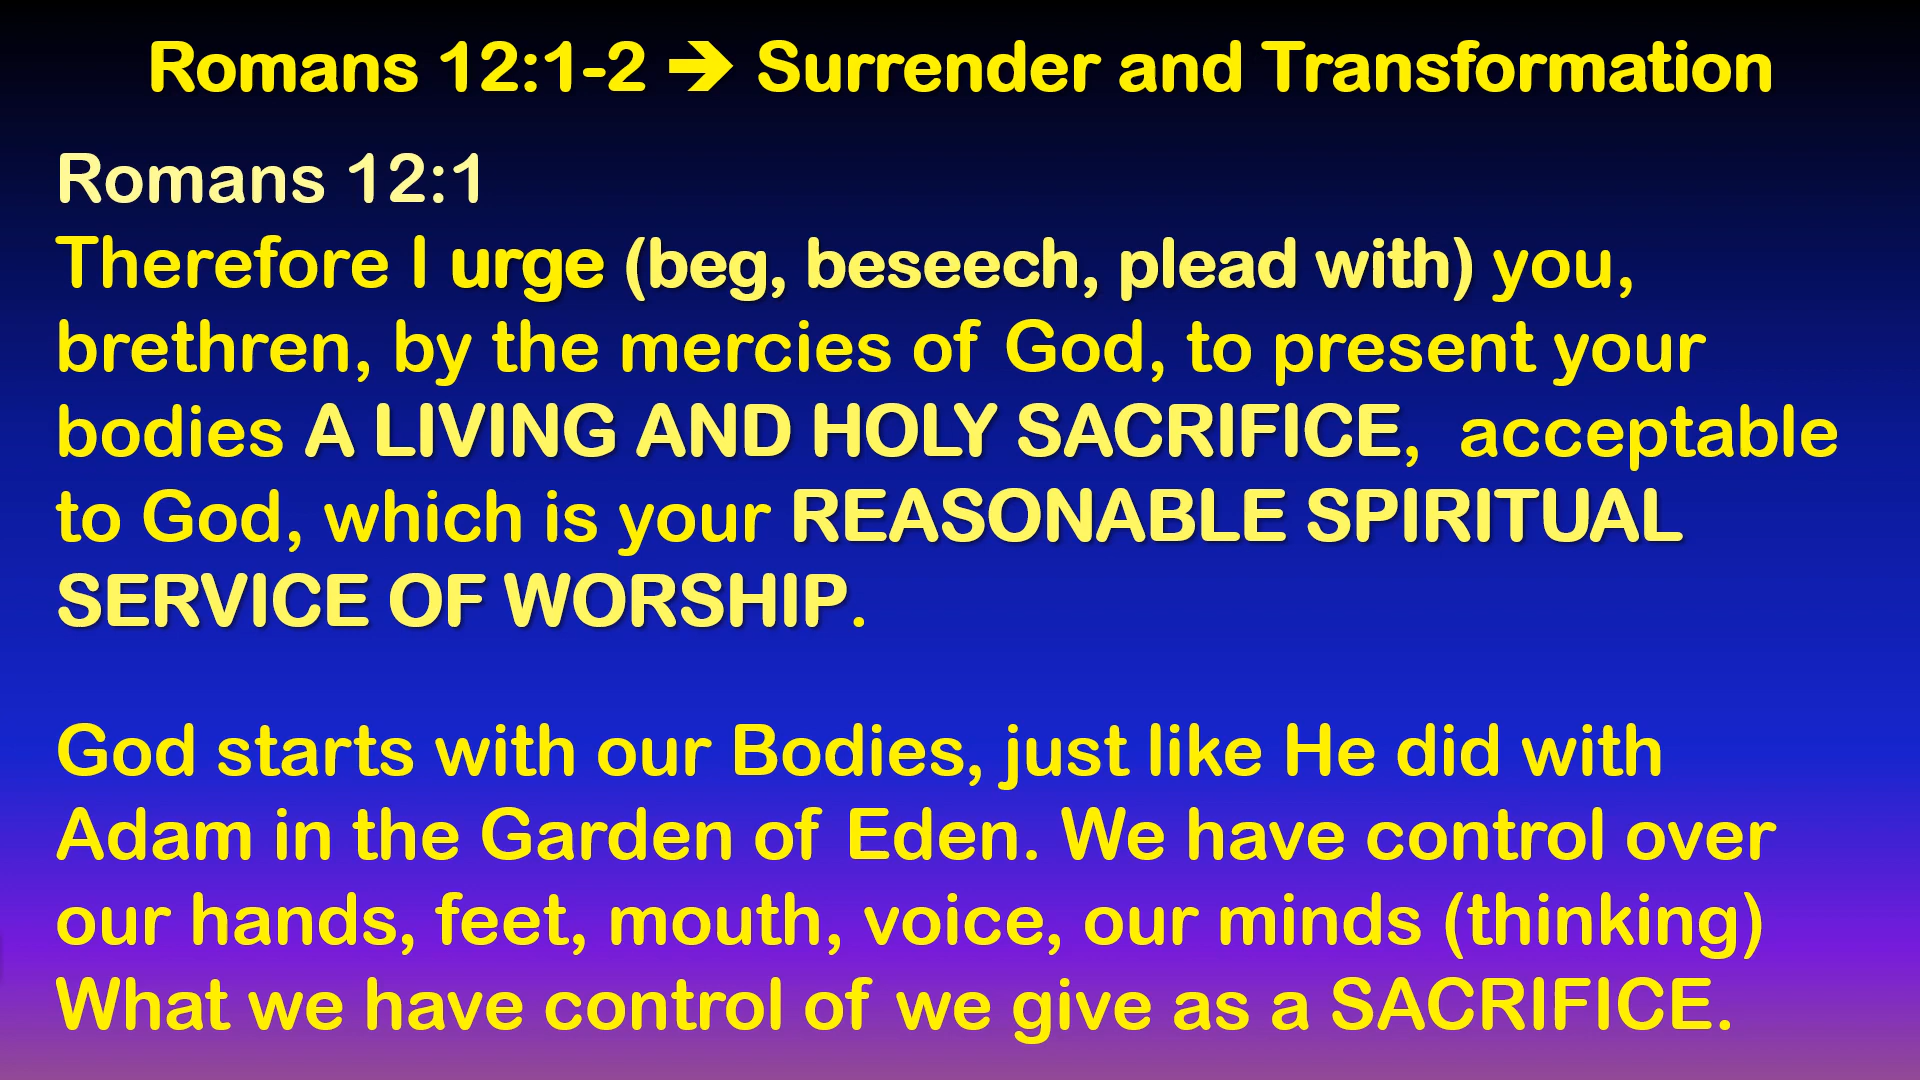 Romans 12:1-2 ➔ Surrender and Transformation
Romans 12:1
Therefore I urge (beg, beseech, plead with) you,
brethren, by the mercies of God, to present your
bodies A LIVING AND HOLY SACRIFICE, acceptable
to God, which is your REASONABLE SPIRITUAL
SERVICE OF WORSHIP.
God starts with our Bodies, just like He did with
Adam in the Garden of Eden. We have control over
our hands, feet, mouth, voice, our minds (thinking)
What we have control of we give as a SACRIFICE.